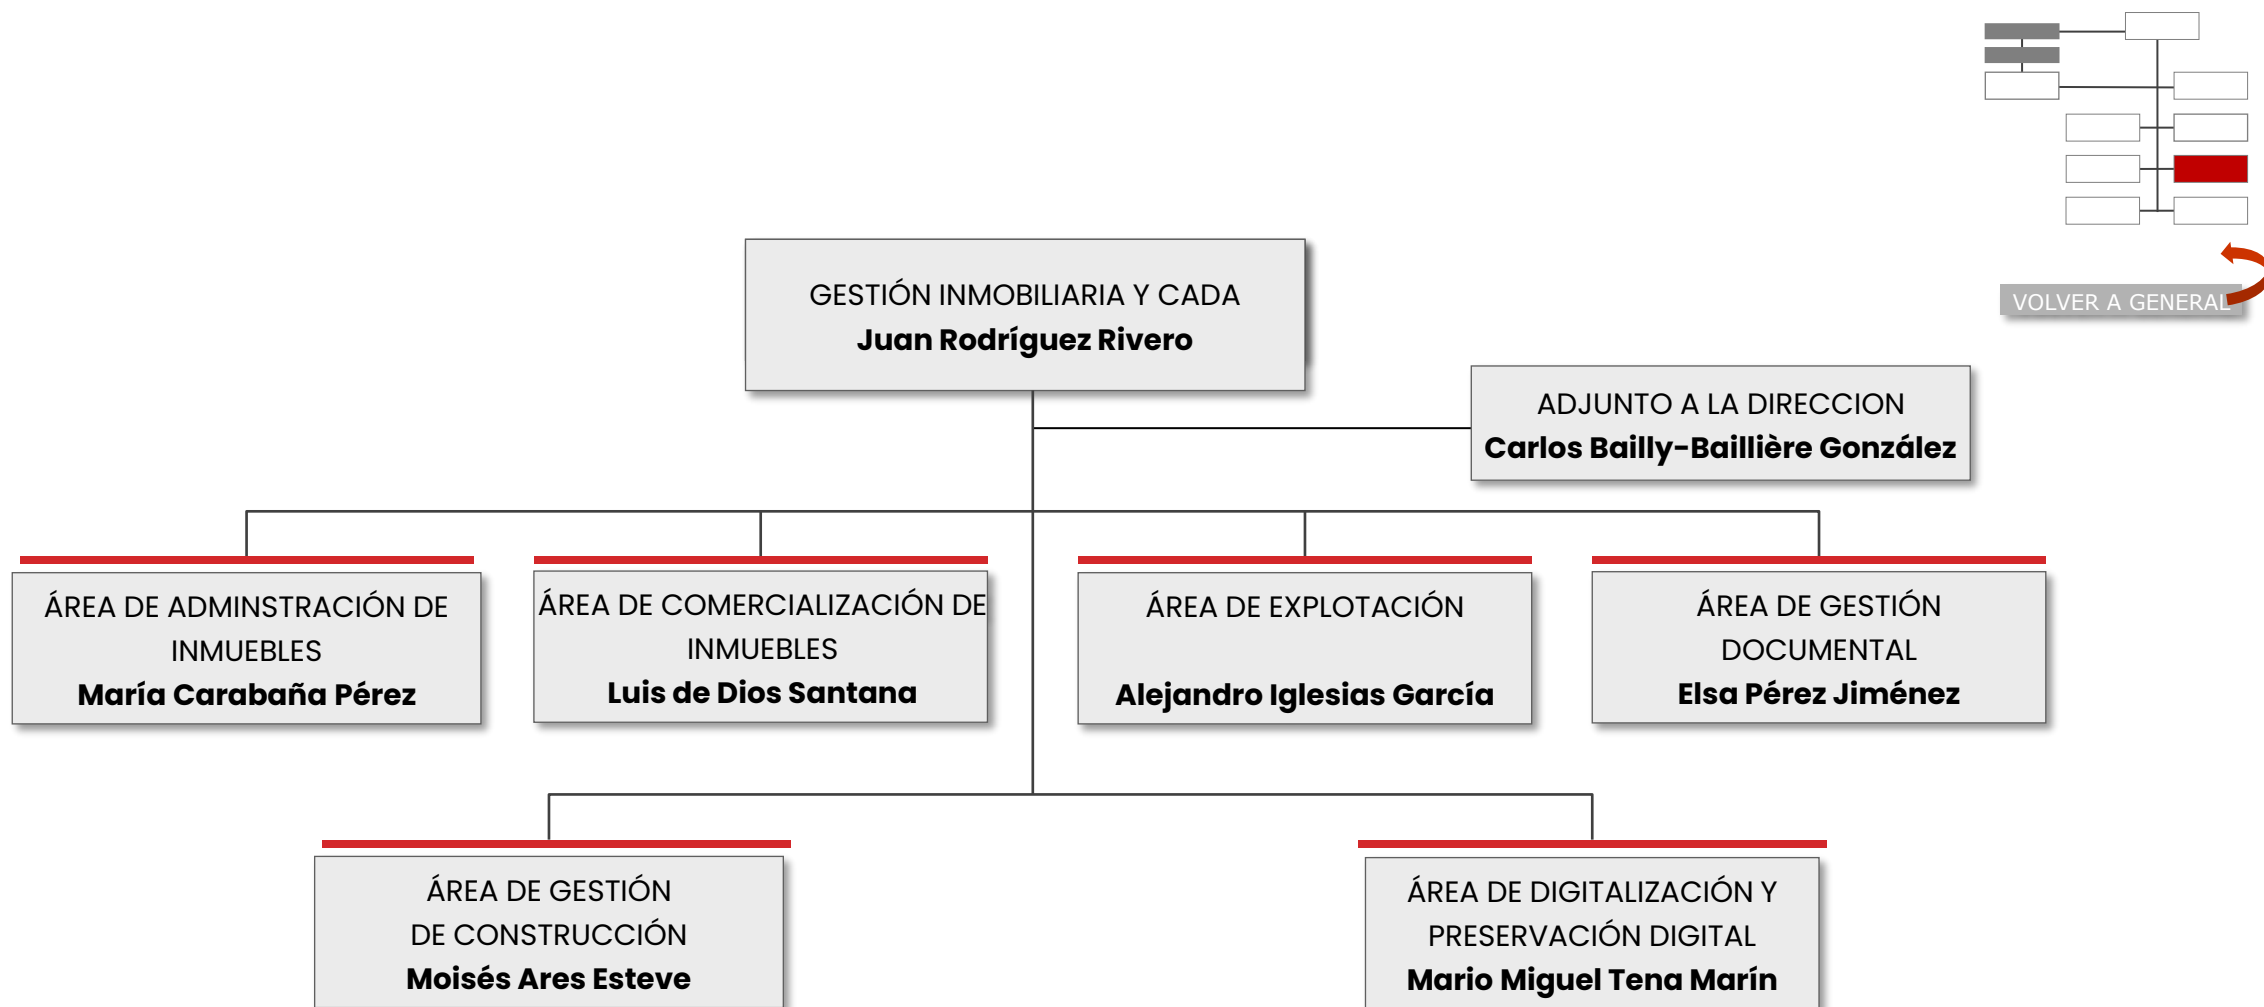 VOLVER A GENERAL
GESTIÓN INMOBILIARIA Y CADA
Juan Rodríguez Rivero
ADJUNTO A LA DIRECCION
Carlos Bailly-Baillière González
ÁREA DE ADMINSTRACIÓN DE
INMUEBLES
María Carabaña Pérez
ÁREA DE COMERCIALIZACIÓN DE
INMUEBLES
Luis de Dios Santana
ÁREA DE EXPLOTACIÓN
Alejandro Iglesias García
ÁREA DE GESTIÓN
DOCUMENTAL
Elsa Pérez Jiménez
ÁREA DE GESTIÓN
DE CONSTRUCCIÓN
Moisés Ares Esteve
ÁREA DE DIGITALIZACIÓN Y
PRESERVACIÓN DIGITAL
Mario Miguel Tena Marín